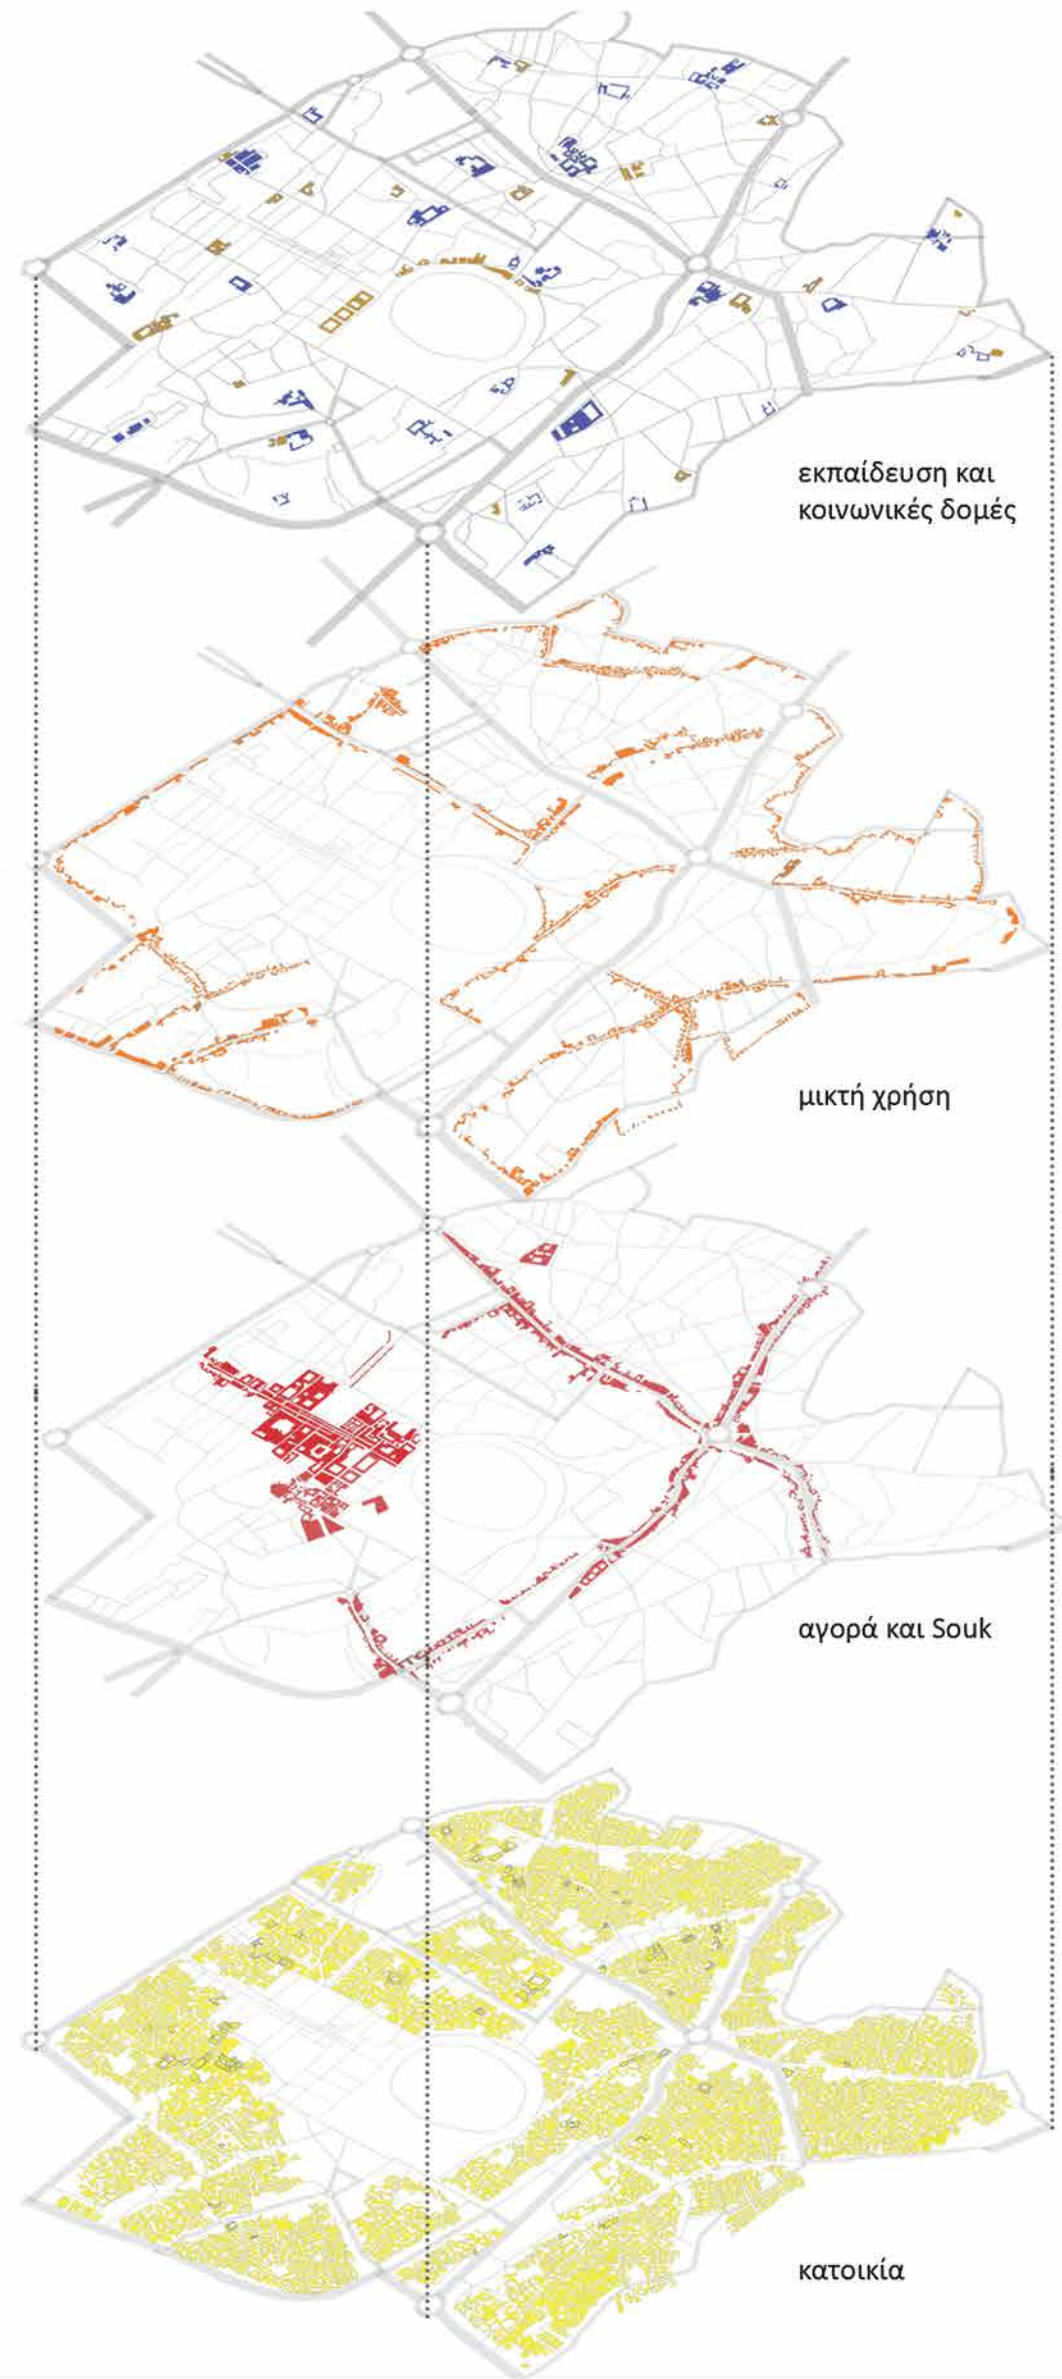 εκπαίδευση και
κοινωνικές δομές
μικτή χρήση
αγορά και Souk
κατοικία